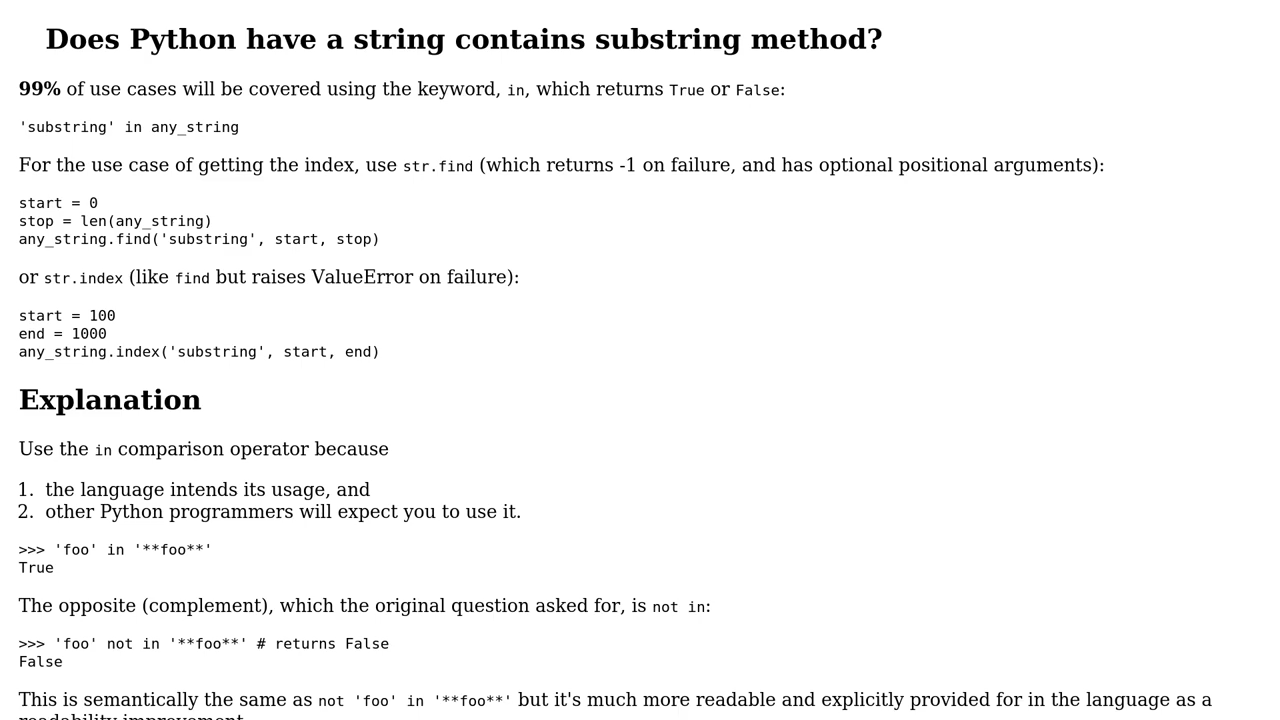 Does Python have a string contains substring method?
99% of use cases will be covered using the keyword, in, which returns True or False:
'substring' in any_string
For the use case of getting the index, use str.find (which returns -1 on failure, and has optional positional arguments):
start = 0
stop = len(any_string)
any_string.find('substring', start, stop)
or str.index (like find but raises ValueError on failure):
start = 100
end = 1000
any_string.index('substring', start, end)
Explanation
Use the in comparison operator because
1. the language intends its usage, and
2. other Python programmers will expect you to use it.
>>> 'foo' in '**foo**'
True
The opposite (complement), which the original question asked for, is not in:
>>> 'foo' not in '**foo**' # returns False
False
This is semantically the same as not 'foo' in '**foo**' but it's much more readable and explicitly provided for in the language as a
readability improvement.